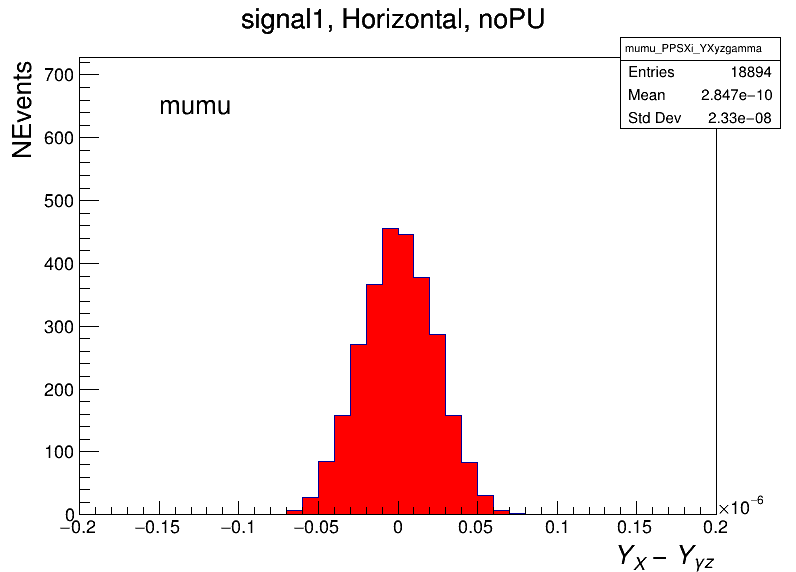 signal1, Horizontal, noPU
mumu_PPSXi_YXyzgamma
Entries 18894
Mean 2.847e−10
Std Dev 2.33e−08
NEvents
mumu
700
600
500
400
300
200
100
0
−0.2 −0.15 −0.1 −0.05 0 0.05 0.1 0.15 0.2
×10⁻⁶
Y_X − Y_γz